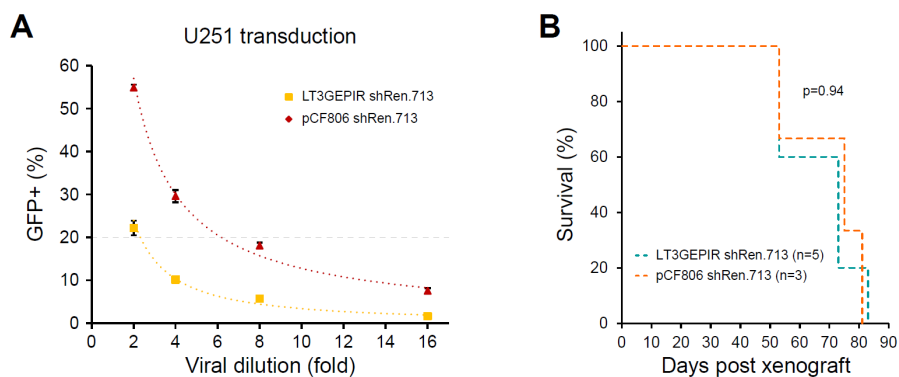 A
U251 transduction
60
50
40
30
20
10
0
GFP+ (%)
LT3GEPIR shRen.713
pCF806 shRen.713
0 2 4 6 8 10 12 14 16
Viral dilution (fold)
B
100
80
60
40
20
0
Survival (%)
p=0.94
LT3GEPIR shRen.713 (n=5)
pCF806 shRen.713 (n=3)
0 10 20 30 40 50 60 70 80 90
Days post xenograft